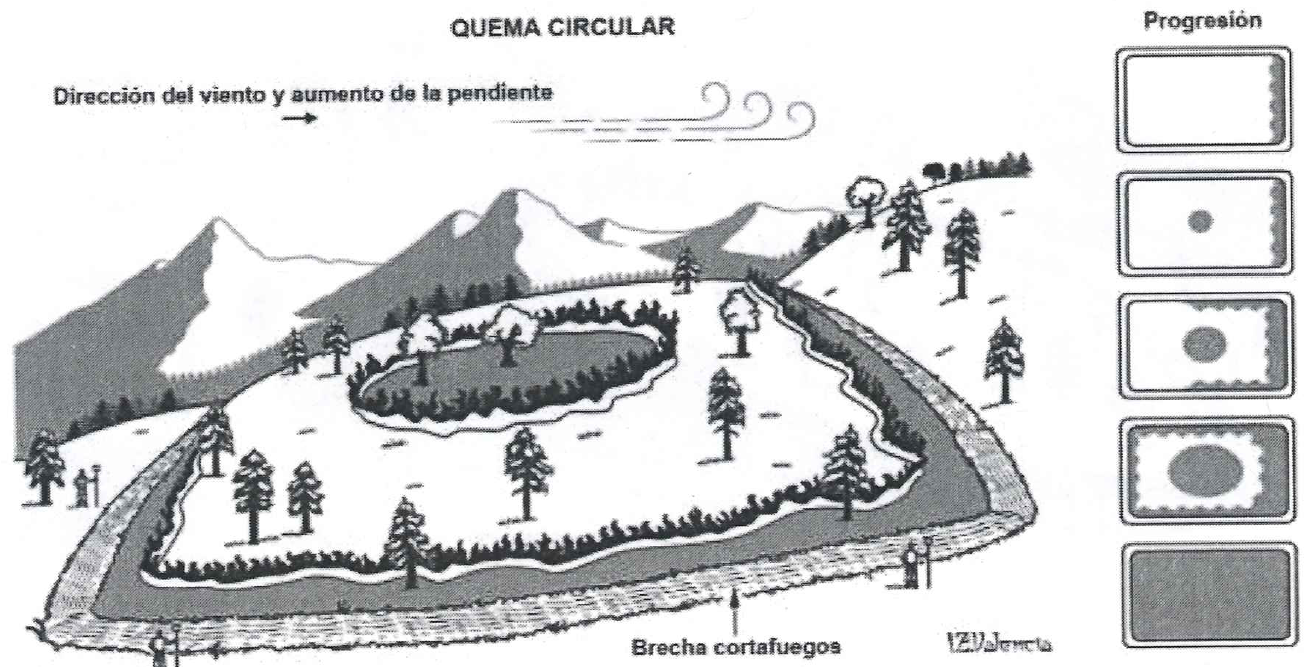 QUEMA CIRCULAR
Progresión
Dirección del viento y aumento de la pendiente
Brecha cortafuegos